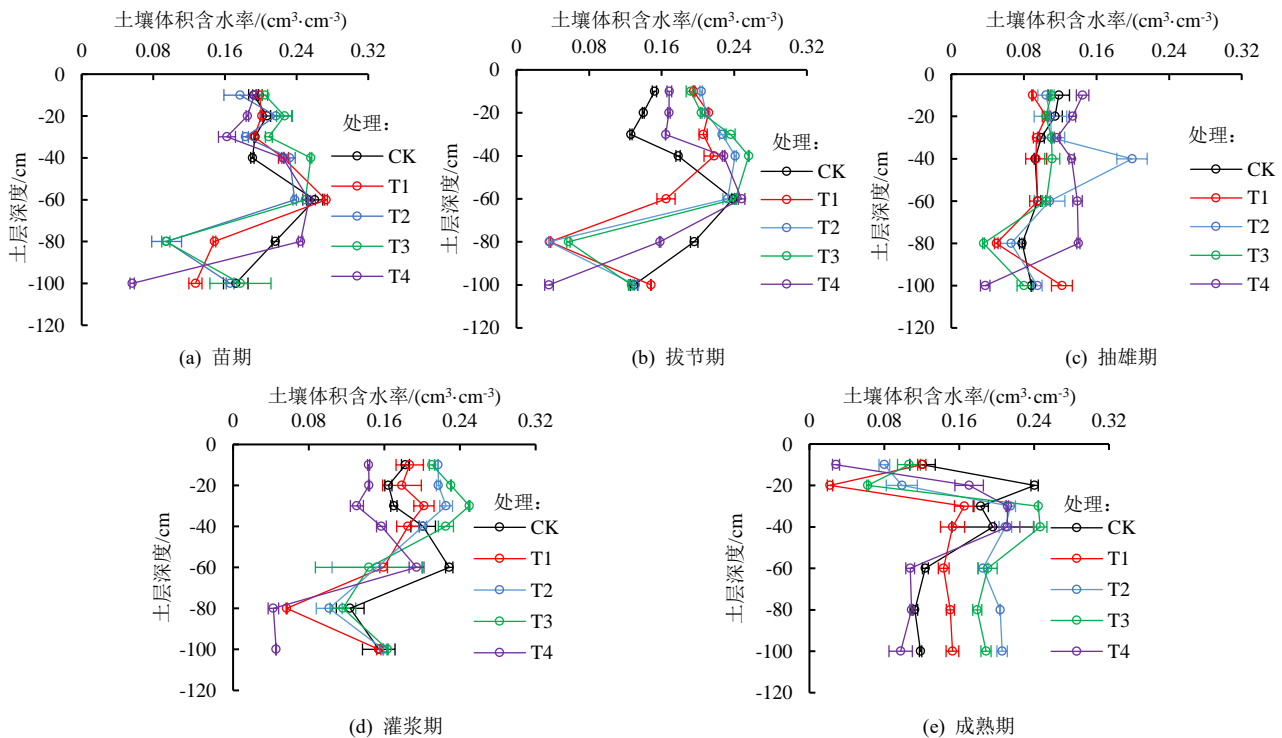 土壤体积含水率/(cm³·cm⁻³)
0 0.08 0.16 0.24 0.32
0
-20
-40
-60
-80
-100
-120
土层深度/cm
处理：
CK
T1
T2
T3
T4
(a) 苗期
土壤体积含水率/(cm³·cm⁻³)
0 0.08 0.16 0.24 0.32
0
-20
-40
-60
-80
-100
-120
土层深度/cm
处理：
CK
T1
T2
T3
T4
(b) 拔节期
土壤体积含水率/(cm³·cm⁻³)
0 0.08 0.16 0.24 0.32
0
-20
-40
-60
-80
-100
-120
土层深度/cm
处理：
CK
T1
T2
T3
T4
(c) 抽雄期
土壤体积含水率/(cm³·cm⁻³)
0 0.08 0.16 0.24 0.32
0
-20
-40
-60
-80
-100
-120
土层深度/cm
处理：
CK
T1
T2
T3
T4
(d) 灌浆期
土壤体积含水率/(cm³·cm⁻³)
0 0.08 0.16 0.24 0.32
0
-20
-40
-60
-80
-100
-120
土层深度/cm
处理：
CK
T1
T2
T3
T4
(e) 成熟期